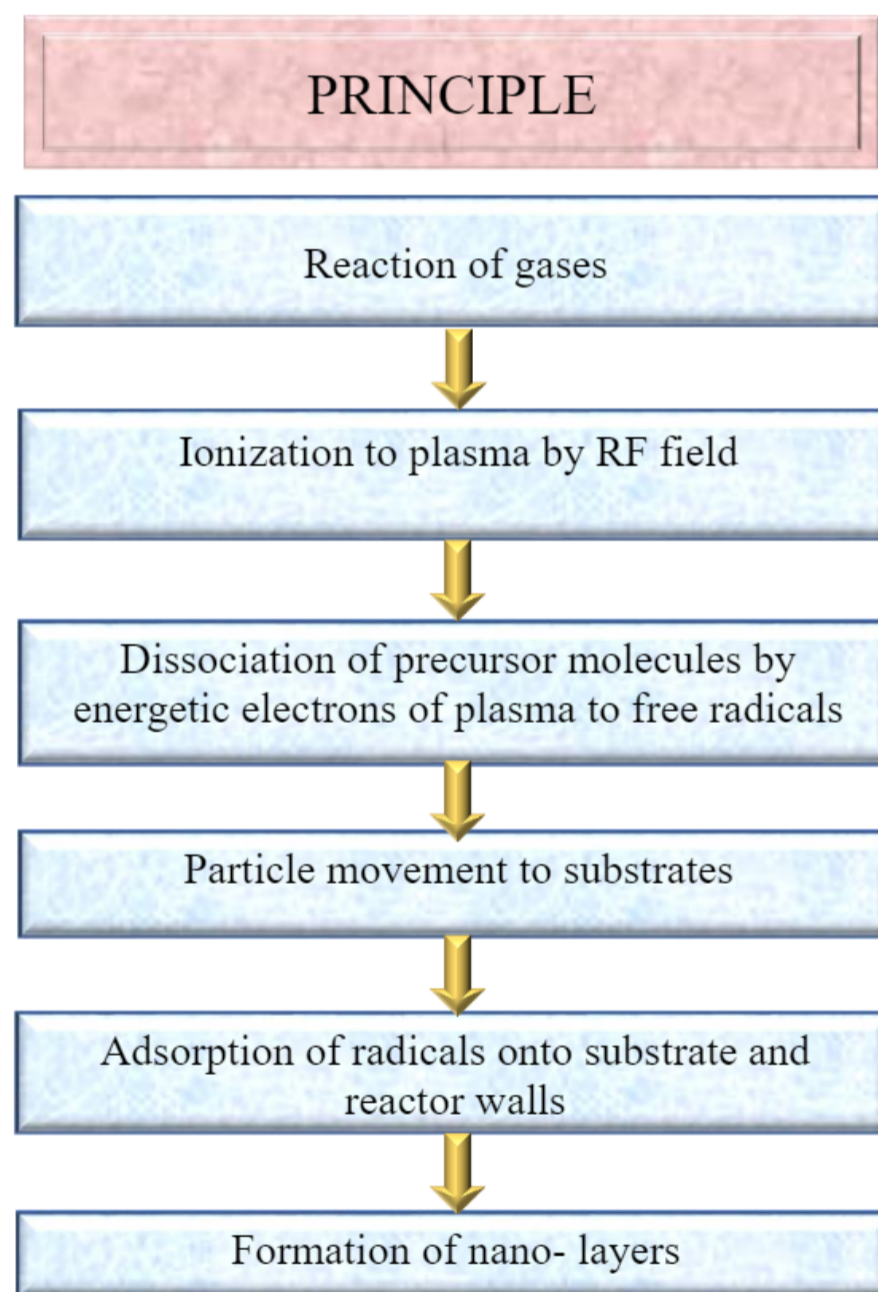 PRINCIPLE
Reaction of gases
Ionization to plasma by RF field
Dissociation of precursor molecules by
energetic electrons of plasma to free radicals
Particle movement to substrates
Adsorption of radicals onto substrate and
reactor walls
Formation of nano- layers